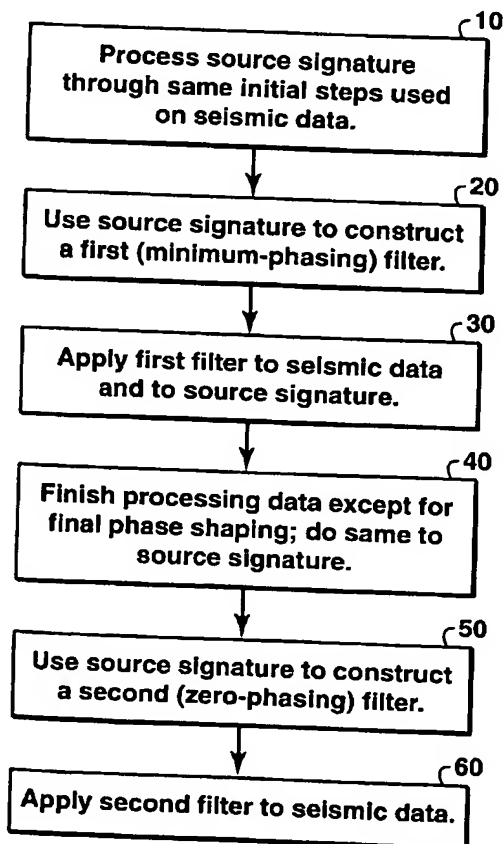 10
Process source signature
through same initial steps used
on seismic data.
20
Use source signature to construct
a first (minimum-phasing) filter.
30
Apply first filter to seismic data
and to source signature.
40
Finish processing data except for
final phase shaping; do same to
source signature.
50
Use source signature to construct
a second (zero-phasing) filter.
60
Apply second filter to seismic data.